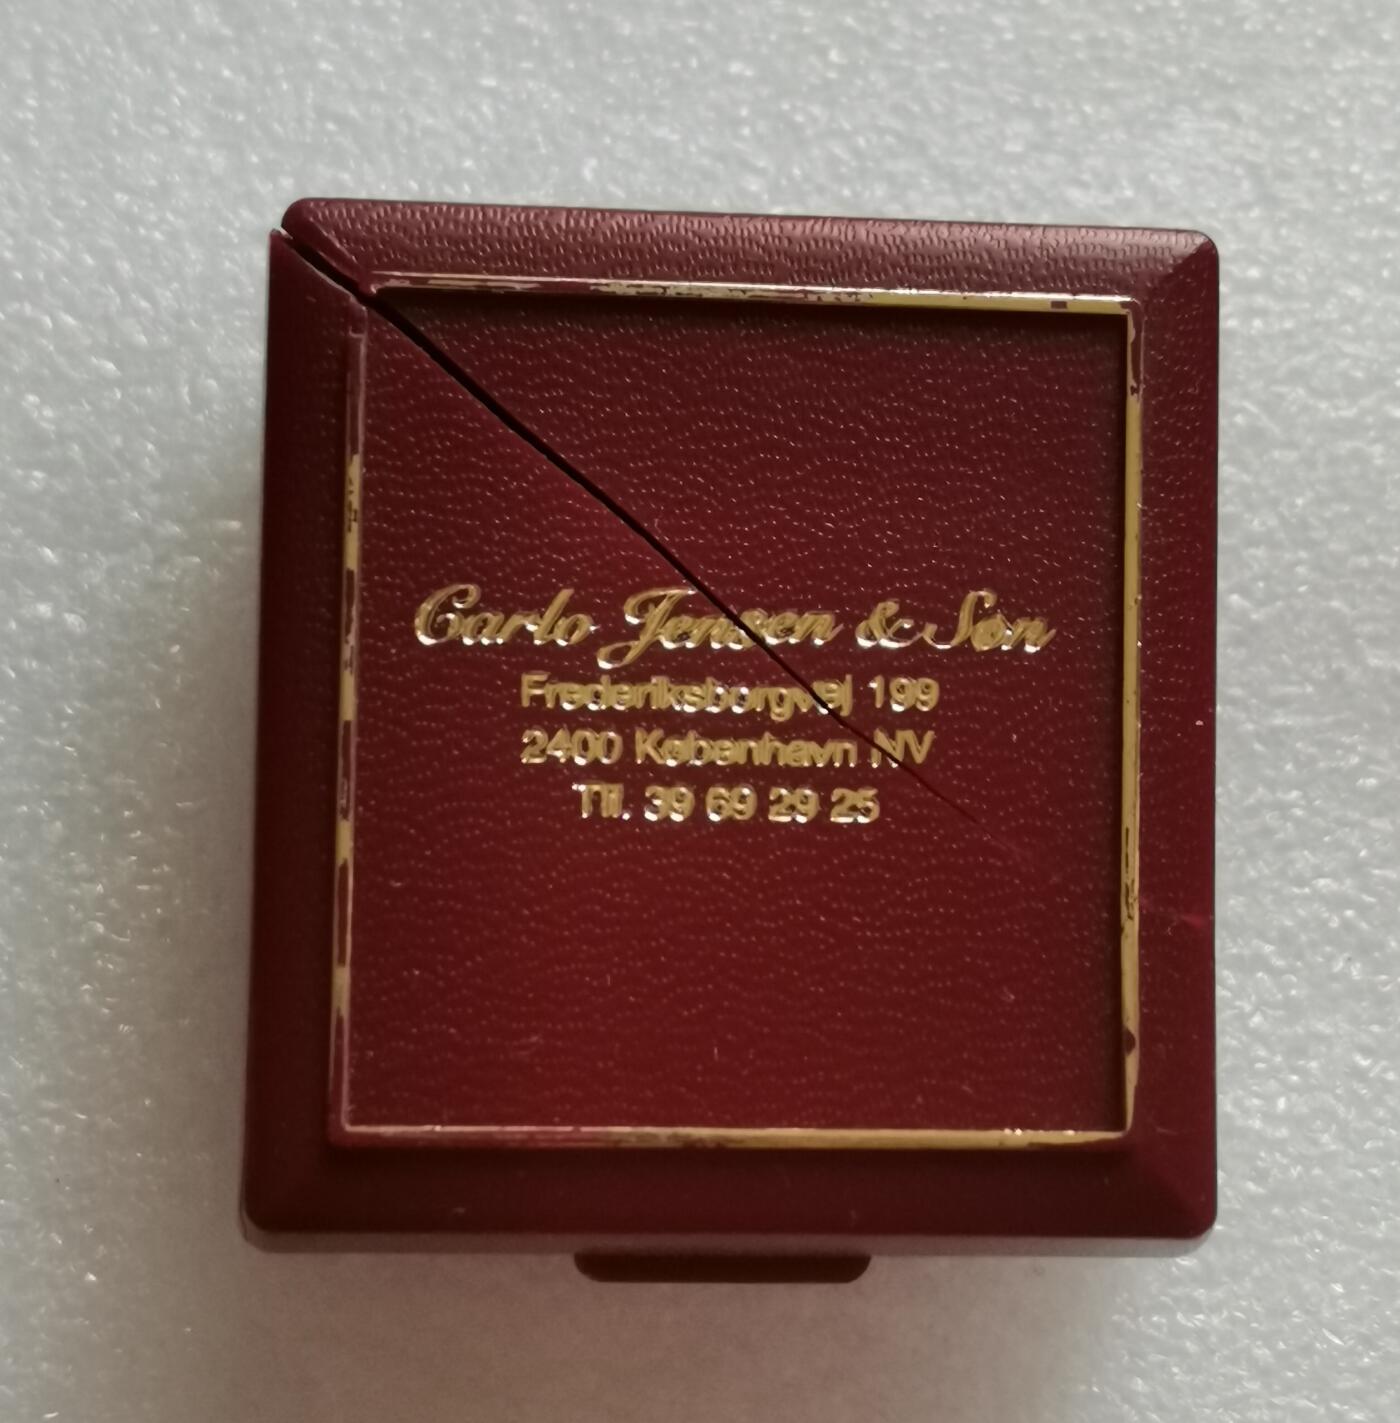 Carlo Jensen & Søn
Frederiksborgvej 199
2400 København NV
Tlf. 39 69 29 25